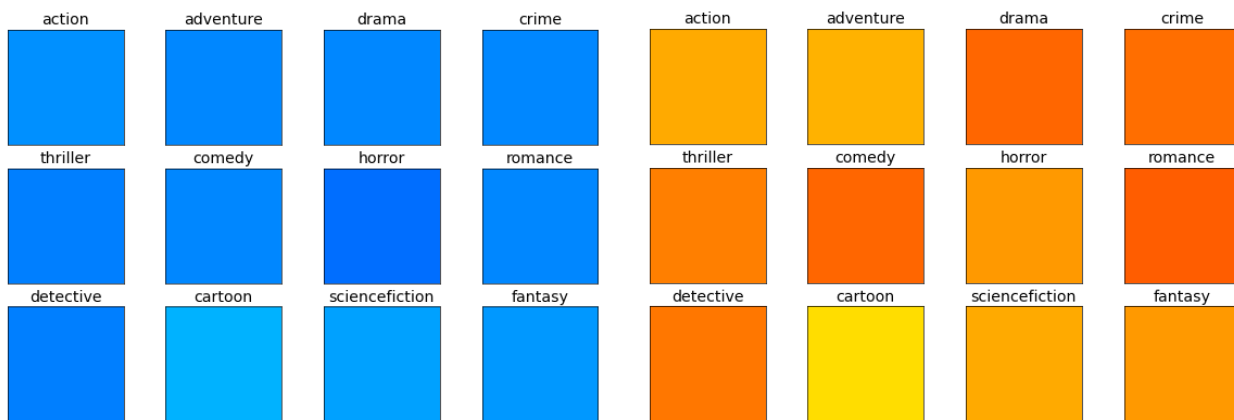 action adventure drama crime action adventure drama crime
thriller comedy horror romance thriller comedy horror romance
detective cartoon sciencefiction fantasy detective cartoon sciencefiction fantasy